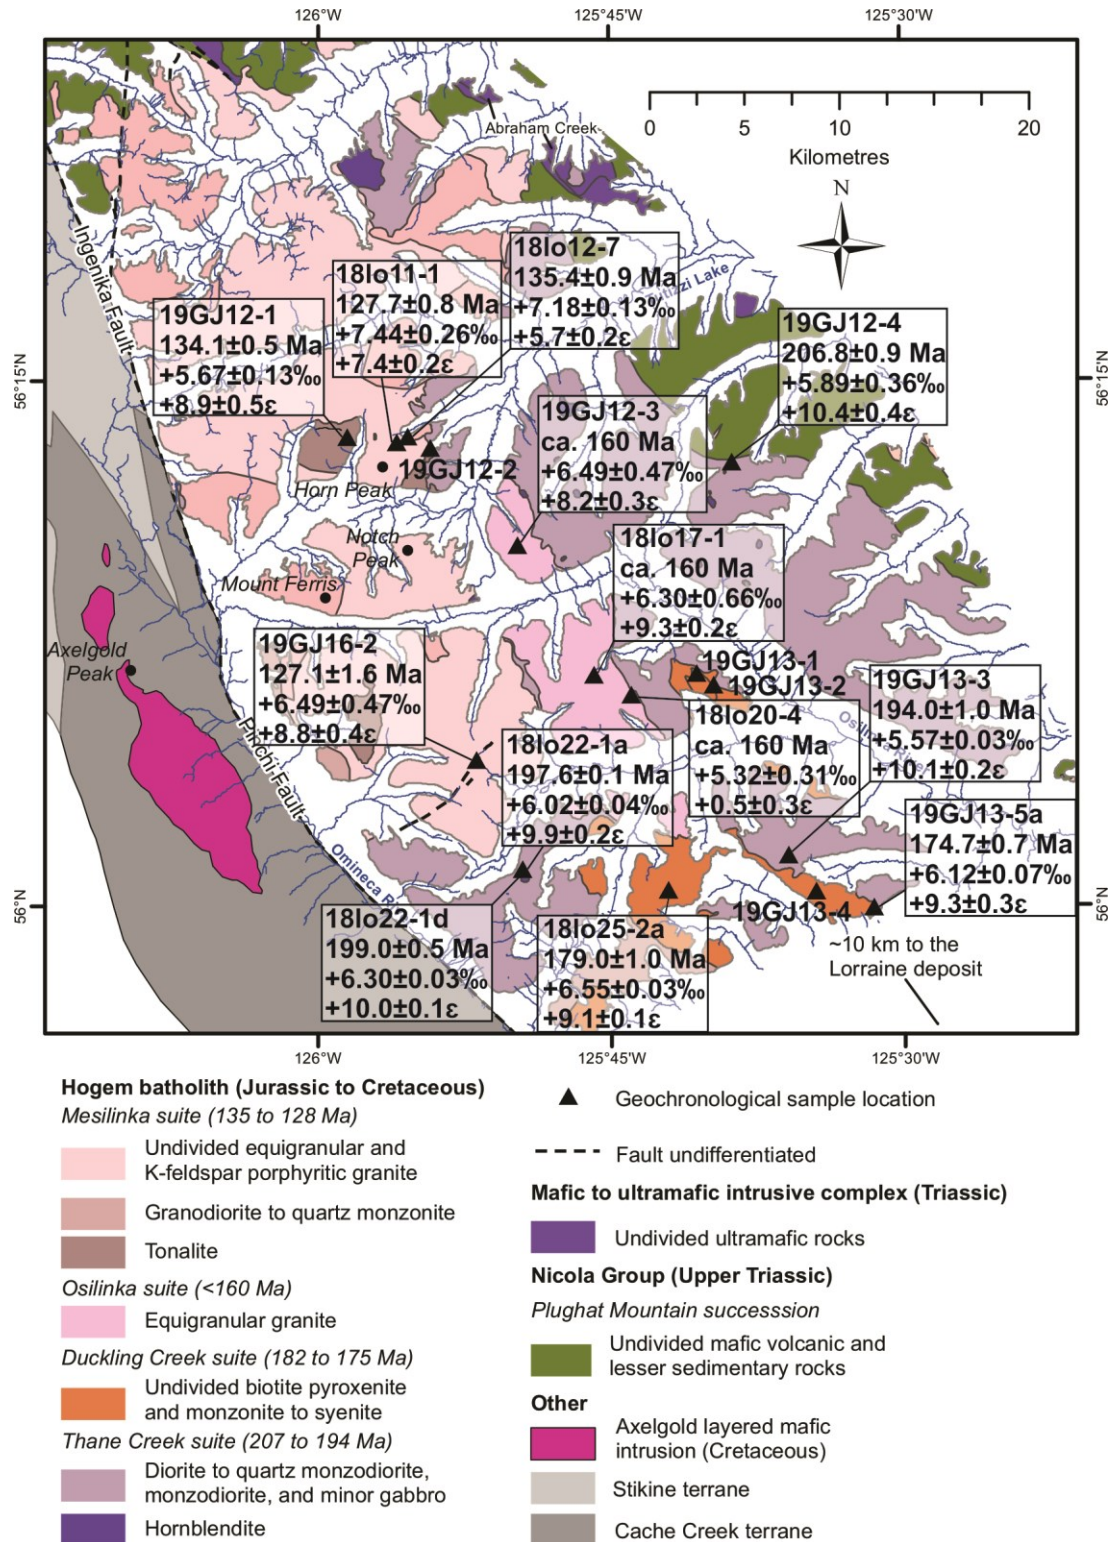 126°W
125°45'W
125°30'W
Abraham Creek
0
5
10
20
Kilometres
N
Ingenika Fault
18lo12-7
135.4±0.9 Ma
+7.18±0.13‰
+5.7±0.2ε
18lo11-1
127.7±0.8 Ma
+7.44±0.26‰
+7.4±0.2ε
19GJ12-1
134.1±0.5 Ma
+5.67±0.13‰
+8.9±0.5ε
19GJ12-4
206.8±0.9 Ma
+5.89±0.36‰
+10.4±0.4ε
56°15'N
56°15'N
19GJ12-3
ca. 160 Ma
+6.49±0.47‰
+8.2±0.3ε
19GJ12-2
Horn Peak
Notch
Peak
Mount Ferris
18lo17-1
ca. 160 Ma
+6.30±0.66‰
+9.3±0.2ε
Axelgold
Peak
19GJ16-2
127.1±1.6 Ma
+6.49±0.47‰
+8.8±0.4ε
19GJ13-1
19GJ13-2
19GJ13-3
194.0±1.0 Ma
+5.57±0.03‰
+10.1±0.2ε
18lo20-4
ca. 160 Ma
+5.32±0.31‰
+0.5±0.3ε
Pinchi Fault
18lo22-1a
197.6±0.1 Ma
+6.02±0.04‰
+9.9±0.2ε
19GJ13-5a
174.7±0.7 Ma
+6.12±0.07‰
+9.3±0.3ε
Omineca
56°N
56°N
19GJ13-4
18lo22-1d
199.0±0.5 Ma
+6.30±0.03‰
+10.0±0.1ε
18lo25-2a
179.0±1.0 Ma
+6.55±0.03‰
+9.1±0.1ε
~10 km to the
Lorraine deposit
126°W
125°45'W
125°30'W
Hogem batholith (Jurassic to Cretaceous)
Mesilinka suite (135 to 128 Ma)
Undivided equigranular and
K-feldspar porphyritic granite
Granodiorite to quartz monzonite
Tonalite
Osilinka suite (<160 Ma)
Equigranular granite
Duckling Creek suite (182 to 175 Ma)
Undivided biotite pyroxenite
and monzonite to syenite
Thane Creek suite (207 to 194 Ma)
Diorite to quartz monzodiorite,
monzodiorite, and minor gabbro
Hornblendite
Geochronological sample location
Fault undifferentiated
Mafic to ultramafic intrusive complex (Triassic)
Undivided ultramafic rocks
Nicola Group (Upper Triassic)
Plughat Mountain successsion
Undivided mafic volcanic and
lesser sedimentary rocks
Other
Axelgold layered mafic
intrusion (Cretaceous)
Stikine terrane
Cache Creek terrane